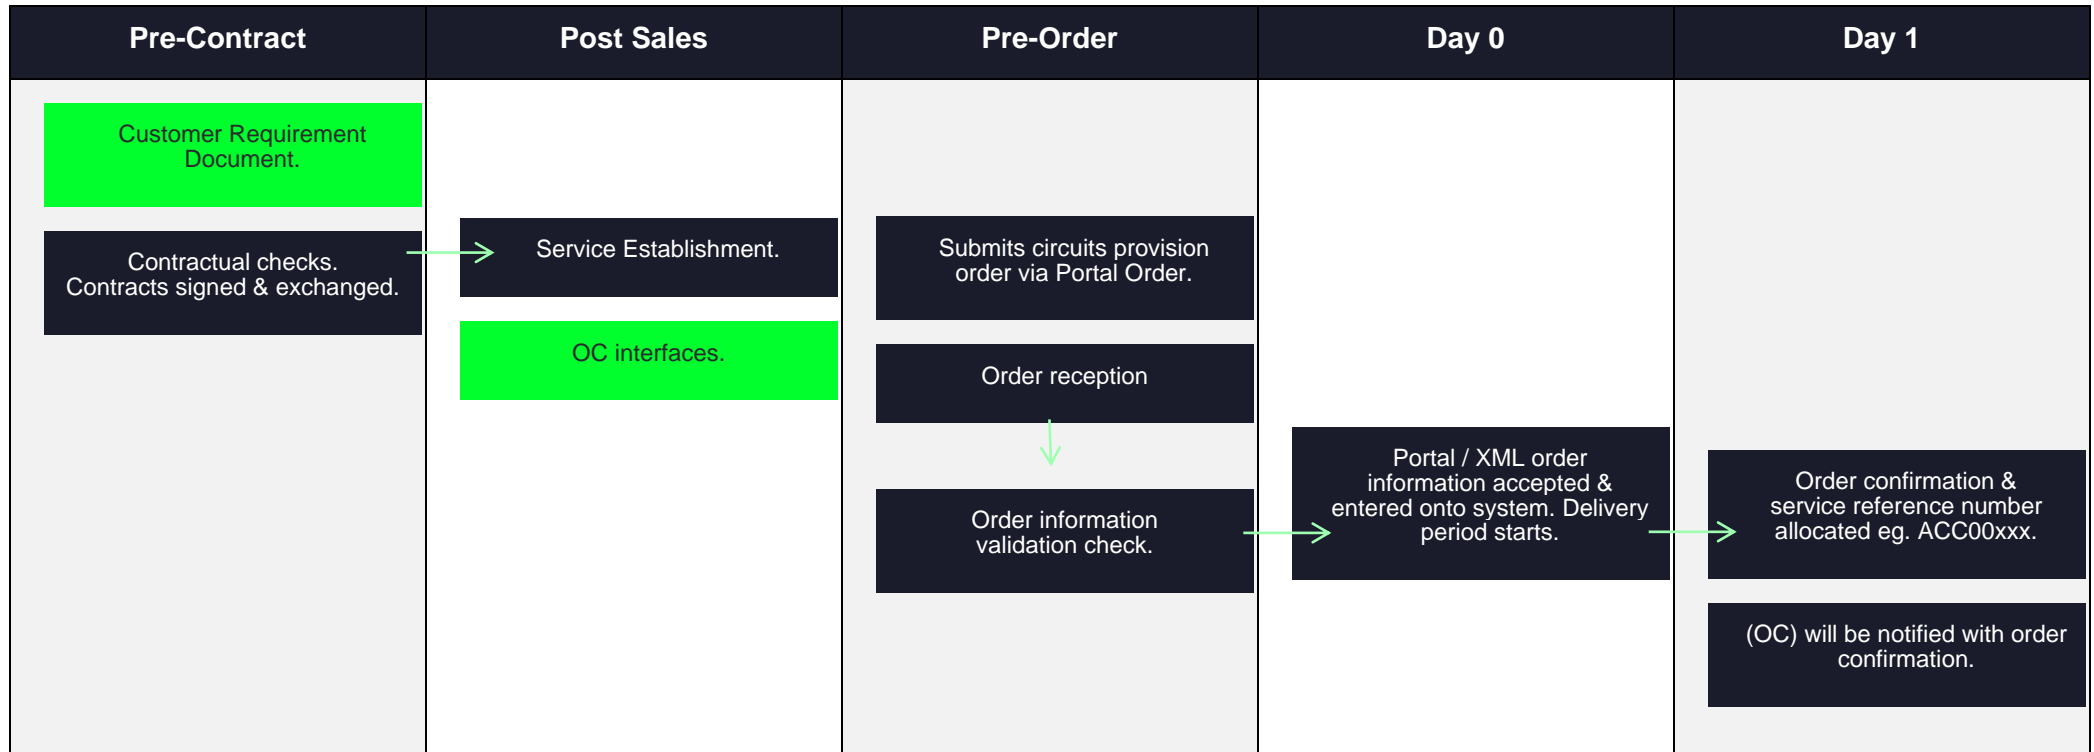 Pre-Contract
Post Sales
Pre-Order
Day 0
Day 1
Customer Requirement
Document.
Contractual checks.
Contracts signed & exchanged.
Service Establishment.
OC interfaces.
Submits circuits provision
order via Portal Order.
Order reception
Order information
validation check.
Portal / XML order
information accepted &
entered onto system. Delivery
period starts.
Order confirmation &
service reference number
allocated eg. ACC00xxx.
(OC) will be notified with order
confirmation.